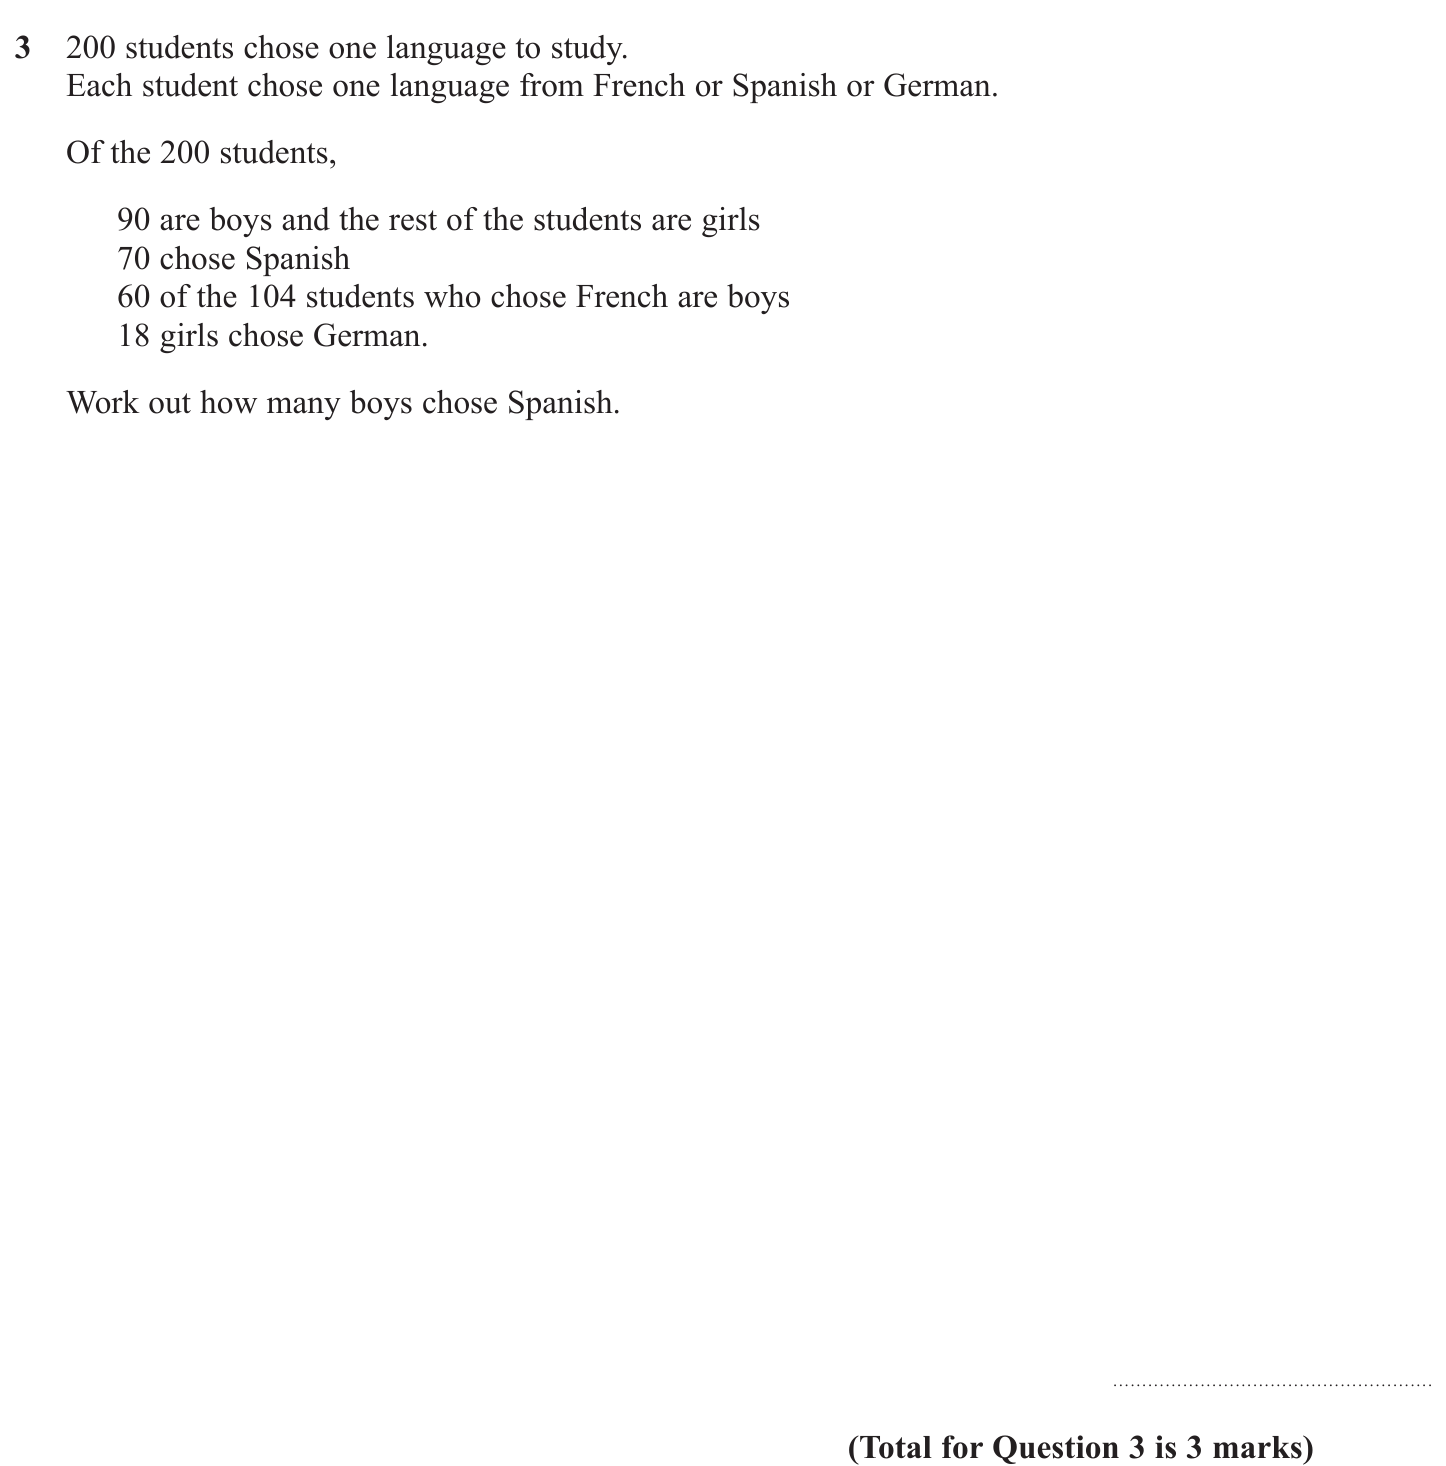 3 200 students chose one language to study.
Each student chose one language from French or Spanish or German.
Of the 200 students,
90 are boys and the rest of the students are girls
70 chose Spanish
60 of the 104 students who chose French are boys
18 girls chose German.
Work out how many boys chose Spanish.
(Total for Question 3 is 3 marks)